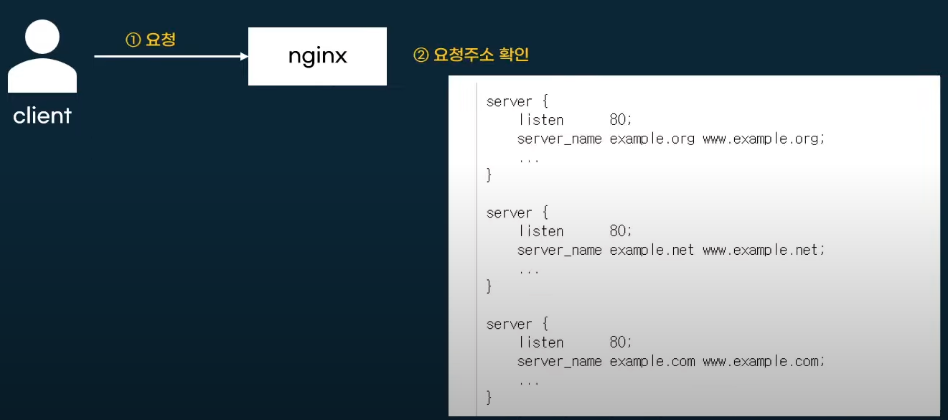 ① 요청
nginx
② 요청주소 확인
client
server {
    listen      80;
    server_name example.org www.example.org;
    ...
}
server {
    listen      80;
    server_name example.net www.example.net;
    ...
}
server {
    listen      80;
    server_name example.com www.example.com;
    ...
}